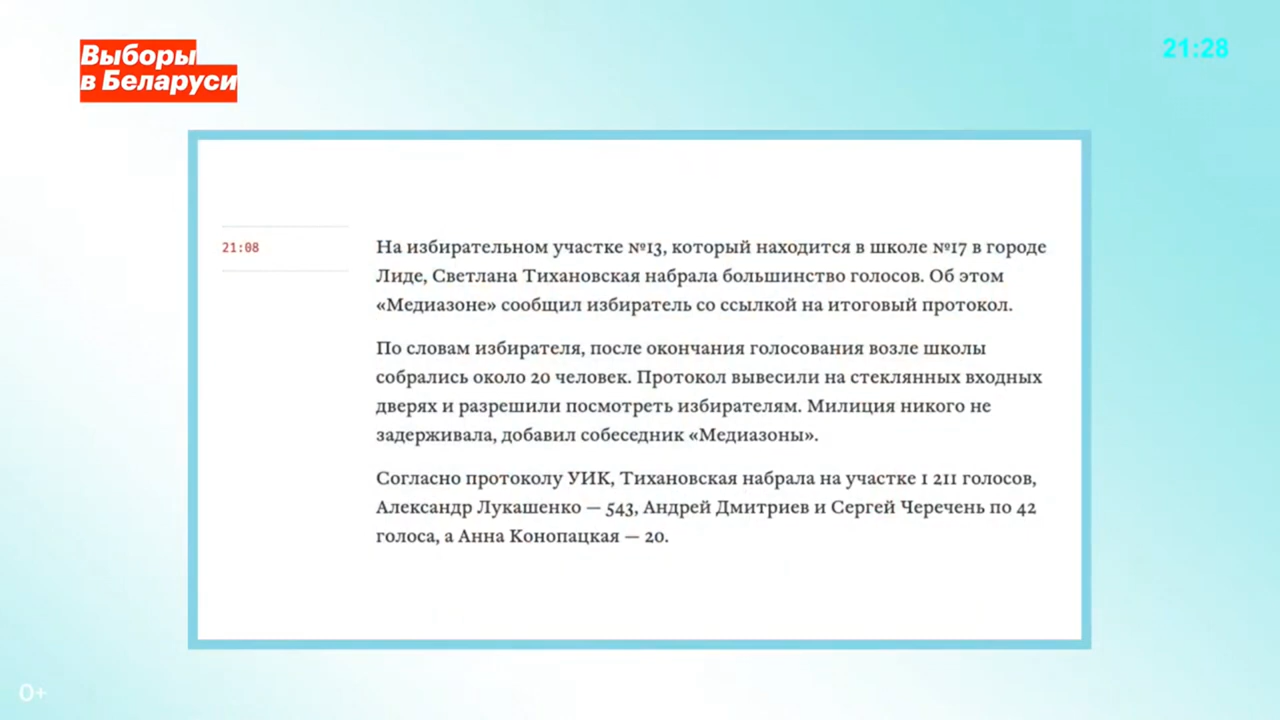 Выборы
в Беларуси
21:28
21:08
На избирательном участке №13, который находится в школе №17 в городе
Лиде, Светлана Тихановская набрала большинство голосов. Об этом
«Медиазоне» сообщил избиратель со ссылкой на итоговый протокол.
По словам избирателя, после окончания голосования возле школы
собрались около 20 человек. Протокол вывесили на стеклянных входных
дверях и разрешили посмотреть избирателям. Милиция никого не
задерживала, добавил собеседник «Медиазоны».
Согласно протоколу УИК, Тихановская набрала на участке 1 211 голосов,
Александр Лукашенко — 543, Андрей Дмитриев и Сергей Черечень по 42
голоса, а Анна Конопацкая — 20.
0+